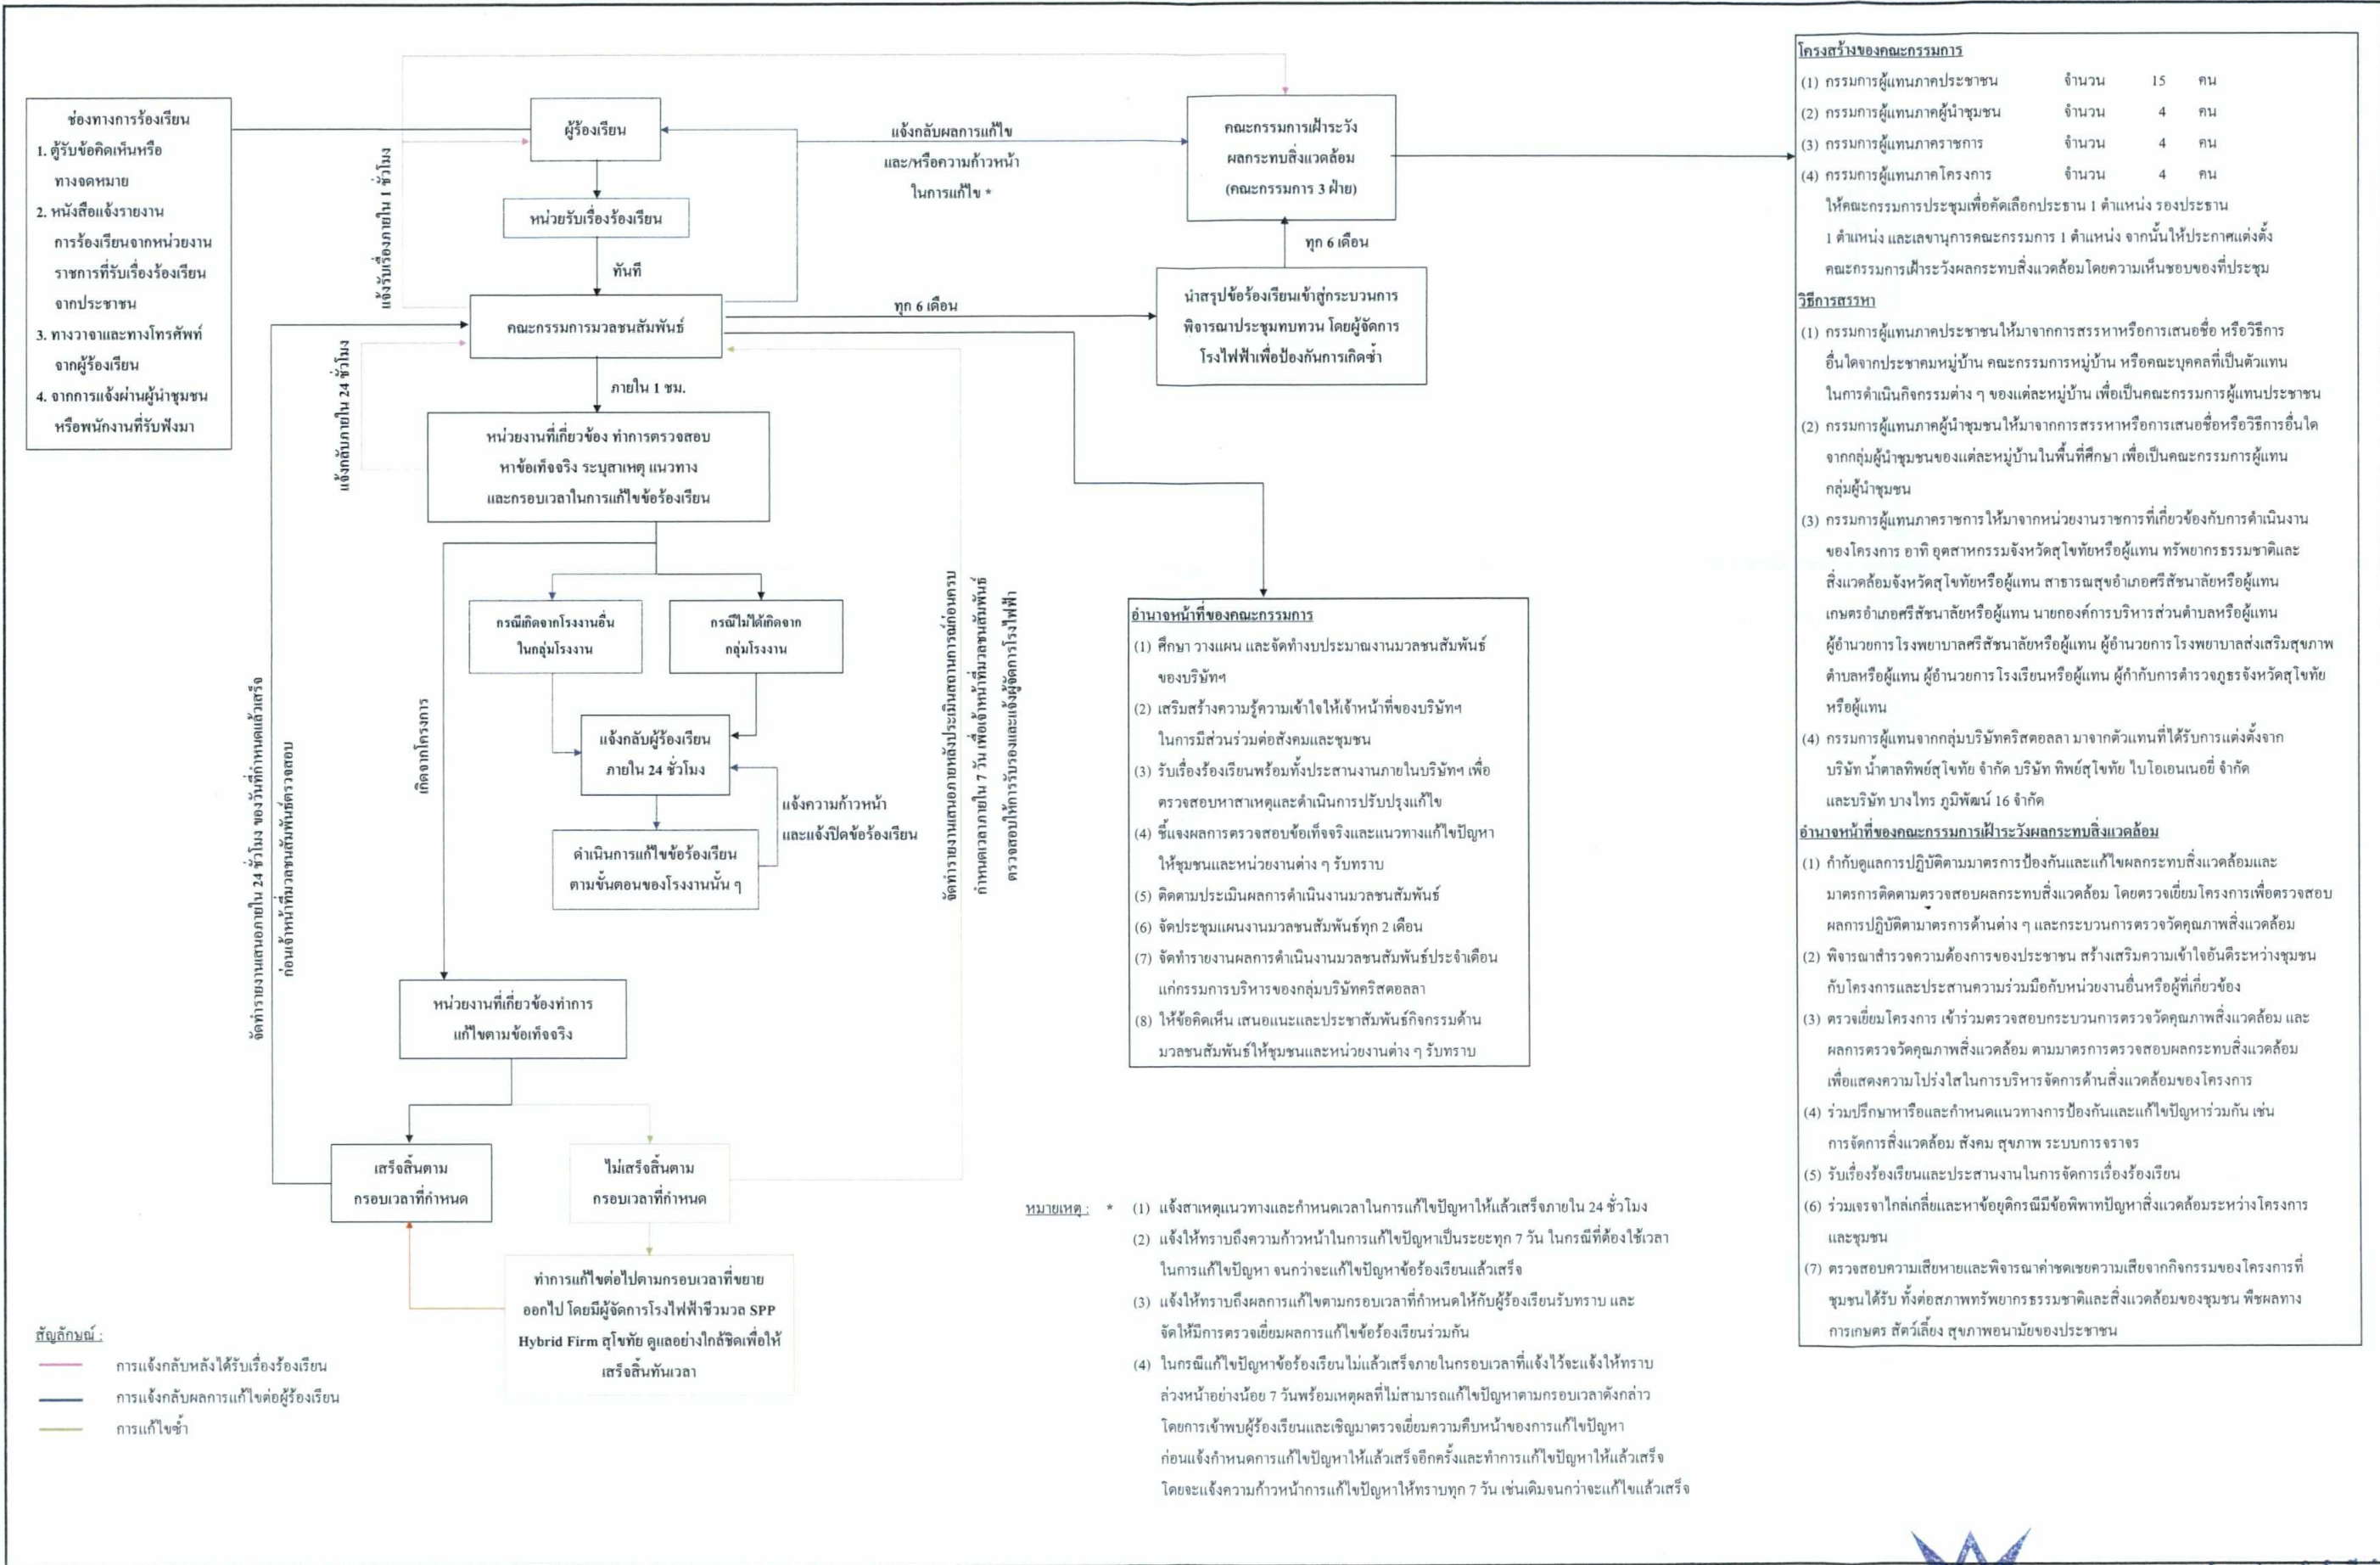 ช่องทางการร้องเรียน
1. ตู้รับข้อคิดเห็นหรือ
ทางจดหมาย
2. หนังสือแจ้งรายงาน
การร้องเรียนจากหน่วยงาน
ราชการที่รับเรื่องร้องเรียน
จากประชาชน
3. ทางวาจาและทางโทรศัพท์
จากผู้ร้องเรียน
4. จากการแจ้งผ่านผู้นำชุมชน
หรือพนักงานที่รับฟังมา
ผู้ร้องเรียน
หน่วยรับเรื่องร้องเรียน
ทันที
แจ้งรับเรื่องภายใน 1 ชั่วโมง
คณะกรรมการมวลชนสัมพันธ์
แจ้งกลับผลการแก้ไข
และ/หรือความก้าวหน้า
ในการแก้ไข *
คณะกรรมการเฝ้าระวัง
ผลกระทบสิ่งแวดล้อม
(คณะกรรมการ 3 ฝ่าย)
ทุก 6 เดือน
ทุก 6 เดือน
นำสรุปข้อร้องเรียนเข้าสู่กระบวนการ
พิจารณาประชุมทบทวน โดยผู้จัดการ
โรงไฟฟ้าเพื่อป้องกันการเกิดซ้ำ
ภายใน 1 ชม.
แจ้งกลับภายใน 24 ชั่วโมง
หน่วยงานที่เกี่ยวข้อง ทำการตรวจสอบ
หาข้อเท็จจริง ระบุสาเหตุ แนวทาง
และกรอบเวลาในการแก้ไขข้อร้องเรียน
กรณีเกิดจากโรงงานอื่น
ในกลุ่มโรงงาน
กรณีไม่ได้เกิดจาก
กลุ่มโรงงาน
แจ้งกลับผู้ร้องเรียน
ภายใน 24 ชั่วโมง
แจ้งความก้าวหน้า
และแจ้งปิดข้อร้องเรียน
ดำเนินการแก้ไขข้อร้องเรียน
ตามขั้นตอนของโรงงานนั้น ๆ
เกิดจากโครงการ
จัดทำรายงานเสนอภายใน 24 ชั่วโมง ของวันที่กำหนดแล้วเสร็จ
ก่อนเจ้าหน้าที่มวลชนสัมพันธ์ตรวจสอบ
จัดทำรายงานเสนอภายหลังประเมินสถานการณ์ก่อนครบ
กำหนดเวลาภายใน 7 วัน เพื่อเจ้าหน้าที่มวลชนสัมพันธ์
ตรวจสอบให้การรับรองและแจ้งผู้จัดการโรงไฟฟ้า
หน่วยงานที่เกี่ยวข้องทำการ
แก้ไขตามข้อเท็จจริง
เสร็จสิ้นตาม
กรอบเวลาที่กำหนด
ไม่เสร็จสิ้นตาม
กรอบเวลาที่กำหนด
ทำการแก้ไขต่อไปตามกรอบเวลาที่ขยาย
ออกไป โดยมีผู้จัดการโรงไฟฟ้าชีวมวล SPP
Hybrid Firm สุโขทัย ดูแลอย่างใกล้ชิดเพื่อให้
เสร็จสิ้นทันเวลา
สัญลักษณ์ :
การแจ้งกลับหลังได้รับเรื่องร้องเรียน
การแจ้งกลับผลการแก้ไขต่อผู้ร้องเรียน
การแก้ไขซ้ำ
อำนาจหน้าที่ของคณะกรรมการ
(1) ศึกษา วางแผน และจัดทำงบประมาณงานมวลชนสัมพันธ์
ของบริษัทฯ
(2) เสริมสร้างความรู้ความเข้าใจให้เจ้าหน้าที่ของบริษัทฯ
ในการมีส่วนร่วมต่อสังคมและชุมชน
(3) รับเรื่องร้องเรียนพร้อมทั้งประสานงานภายในบริษัทฯ เพื่อ
ตรวจสอบหาสาเหตุและดำเนินการปรับปรุงแก้ไข
(4) ชี้แจงผลการตรวจสอบข้อเท็จจริงและแนวทางแก้ไขปัญหา
ให้ชุมชนและหน่วยงานต่าง ๆ รับทราบ
(5) ติดตามประเมินผลการดำเนินงานมวลชนสัมพันธ์
(6) จัดประชุมแผนงานมวลชนสัมพันธ์ทุก 2 เดือน
(7) จัดทำรายงานผลการดำเนินงานมวลชนสัมพันธ์ประจำเดือน
แก่กรรมการบริหารของกลุ่มบริษัทคริสตอลลา
(8) ให้ข้อคิดเห็น เสนอแนะและประชาสัมพันธ์กิจกรรมด้าน
มวลชนสัมพันธ์ให้ชุมชนและหน่วยงานต่าง ๆ รับทราบ
หมายเหตุ : * (1) แจ้งสาเหตุแนวทางและกำหนดเวลาในการแก้ไขปัญหาให้แล้วเสร็จภายใน 24 ชั่วโมง
(2) แจ้งให้ทราบถึงความก้าวหน้าในการแก้ไขปัญหาเป็นระยะทุก 7 วัน ในกรณีที่ต้องใช้เวลา
ในการแก้ไขปัญหา จนกว่าจะแก้ไขปัญหาข้อร้องเรียนแล้วเสร็จ
(3) แจ้งให้ทราบถึงผลการแก้ไขตามกรอบเวลาที่กำหนดให้กับผู้ร้องเรียนรับทราบ และ
จัดให้มีการตรวจเยี่ยมผลการแก้ไขข้อร้องเรียนร่วมกัน
(4) ในกรณีแก้ไขปัญหาข้อร้องเรียนไม่แล้วเสร็จภายในกรอบเวลาที่แจ้งไว้จะแจ้งให้ทราบ
ล่วงหน้าอย่างน้อย 7 วันพร้อมเหตุผลที่ไม่สามารถแก้ไขปัญหาตามกรอบเวลาดังกล่าว
โดยการเข้าพบผู้ร้องเรียนและเชิญมาตรวจเยี่ยมความคืบหน้าของการแก้ไขปัญหา
ก่อนแจ้งกำหนดการแก้ไขปัญหาให้แล้วเสร็จอีกครั้งและทำการแก้ไขปัญหาให้แล้วเสร็จ
โดยจะแจ้งความก้าวหน้าการแก้ไขปัญหาให้ทราบทุก 7 วัน เช่นเดิมจนกว่าจะแก้ไขแล้วเสร็จ
โครงสร้างของคณะกรรมการ
(1) กรรมการผู้แทนภาคประชาชน จำนวน 15 คน
(2) กรรมการผู้แทนภาคผู้นำชุมชน จำนวน 4 คน
(3) กรรมการผู้แทนภาคราชการ จำนวน 4 คน
(4) กรรมการผู้แทนภาคโครงการ จำนวน 4 คน
ให้คณะกรรมการประชุมเพื่อคัดเลือกประธาน 1 ตำแหน่ง รองประธาน
1 ตำแหน่ง และเลขานุการคณะกรรมการ 1 ตำแหน่ง จากนั้นให้ประกาศแต่งตั้ง
คณะกรรมการเฝ้าระวังผลกระทบสิ่งแวดล้อมโดยความเห็นชอบของที่ประชุม
วิธีการสรรหา
(1) กรรมการผู้แทนภาคประชาชนให้มาจากการสรรหาหรือการเสนอชื่อ หรือวิธีการ
อื่นใดจากประชาคมหมู่บ้าน คณะกรรมการหมู่บ้าน หรือคณะบุคคลที่เป็นตัวแทน
ในการดำเนินกิจกรรมต่าง ๆ ของแต่ละหมู่บ้าน เพื่อเป็นคณะกรรมการผู้แทนประชาชน
(2) กรรมการผู้แทนภาคผู้นำชุมชนให้มาจากการสรรหาหรือการเสนอชื่อหรือวิธีการอื่นใด
จากกลุ่มผู้นำชุมชนของแต่ละหมู่บ้านในพื้นที่ศึกษา เพื่อเป็นคณะกรรมการผู้แทน
กลุ่มผู้นำชุมชน
(3) กรรมการผู้แทนภาคราชการให้มาจากหน่วยงานราชการที่เกี่ยวข้องกับการดำเนินงาน
ของโครงการ อาทิ อุตสาหกรรมจังหวัดสุโขทัยหรือผู้แทน ทรัพยากรธรรมชาติและ
สิ่งแวดล้อมจังหวัดสุโขทัยหรือผู้แทน สาธารณสุขอำเภอศรีสัชนาลัยหรือผู้แทน
เกษตรอำเภอศรีสัชนาลัยหรือผู้แทน นายกองค์การบริหารส่วนตำบลหรือผู้แทน
ผู้อำนวยการโรงพยาบาลศรีสัชนาลัยหรือผู้แทน ผู้อำนวยการโรงพยาบาลส่งเสริมสุขภาพ
ตำบลหรือผู้แทน ผู้อำนวยการโรงเรียนหรือผู้แทน ผู้กำกับการตำรวจภูธรจังหวัดสุโขทัย
หรือผู้แทน
(4) กรรมการผู้แทนจากกลุ่มบริษัทคริสตอลลา มาจากตัวแทนที่ได้รับการแต่งตั้งจาก
บริษัท น้ำตาลทิพย์สุโขทัย จำกัด บริษัท ทิพย์สุโขทัย ไบโอเอนเนอยี่ จำกัด
และบริษัท บางไทร ภูมิพัฒน์ 16 จำกัด
อำนาจหน้าที่ของคณะกรรมการเฝ้าระวังผลกระทบสิ่งแวดล้อม
(1) กำกับดูแลการปฏิบัติตามมาตรการป้องกันและแก้ไขผลกระทบสิ่งแวดล้อมและ
มาตรการติดตามตรวจสอบผลกระทบสิ่งแวดล้อม โดยตรวจเยี่ยมโครงการเพื่อตรวจสอบ
ผลการปฏิบัติตามาตรการด้านต่าง ๆ และกระบวนการตรวจวัดคุณภาพสิ่งแวดล้อม
(2) พิจารณาสำรวจความต้องการของประชาชน สร้างเสริมความเข้าใจอันดีระหว่างชุมชน
กับโครงการและประสานความร่วมมือกับหน่วยงานอื่นหรือผู้ที่เกี่ยวข้อง
(3) ตรวจเยี่ยมโครงการ เข้าร่วมตรวจสอบกระบวนการตรวจวัดคุณภาพสิ่งแวดล้อม และ
ผลการตรวจวัดคุณภาพสิ่งแวดล้อม ตามมาตรการตรวจสอบผลกระทบสิ่งแวดล้อม
เพื่อแสดงความโปร่งใสในการบริหารจัดการด้านสิ่งแวดล้อมของโครงการ
(4) ร่วมปรึกษาหารือและกำหนดแนวทางการป้องกันและแก้ไขปัญหาร่วมกัน เช่น
การจัดการสิ่งแวดล้อม สังคม สุขภาพ ระบบการจราจร
(5) รับเรื่องร้องเรียนและประสานงานในการจัดการเรื่องร้องเรียน
(6) ร่วมเจรจาไกล่เกลี่ยและหาข้อยุติกรณีมีข้อพิพาทปัญหาสิ่งแวดล้อมระหว่างโครงการ
และชุมชน
(7) ตรวจสอบความเสียหายและพิจารณาค่าชดเชยความเสียจากกิจกรรมของโครงการที่
ชุมชนได้รับ ทั้งต่อสภาพทรัพยากรธรรมชาติและสิ่งแวดล้อมของชุมชน พืชผลทาง
การเกษตร สัตว์เลี้ยง สุขภาพอนามัยของประชาชน